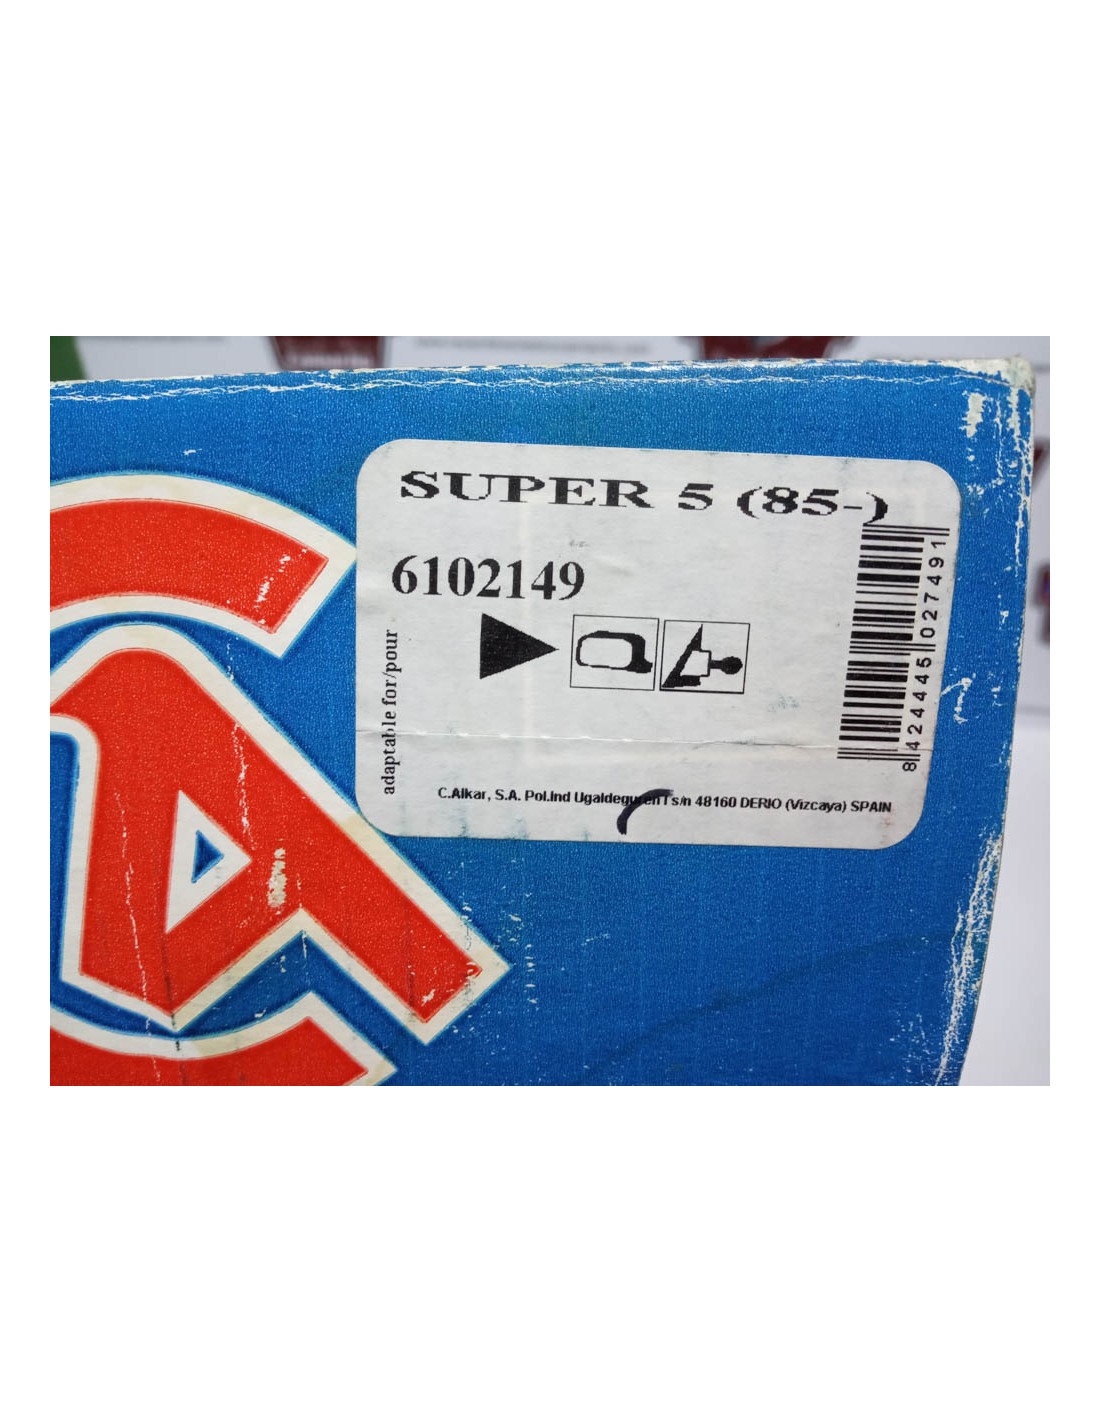 SUPER 5 (85-)
6102149
adaptable for/pour
8 424445 027491
C.Alkar, S.A. Pol.Ind Ugaldeguren I s/n 48160 DERIO (Vizcaya) SPAIN